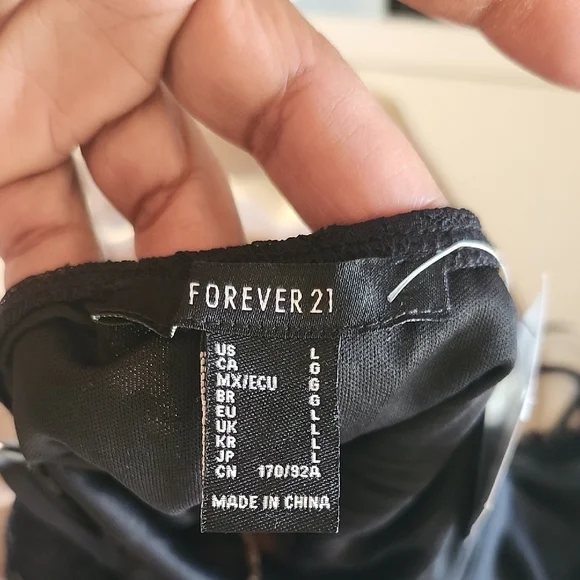 FOREVER 21
US L
CA G
MX/ECU G
BR G
EU L
UK L
KR L
JP L
CN 170/92A
MADE IN CHINA